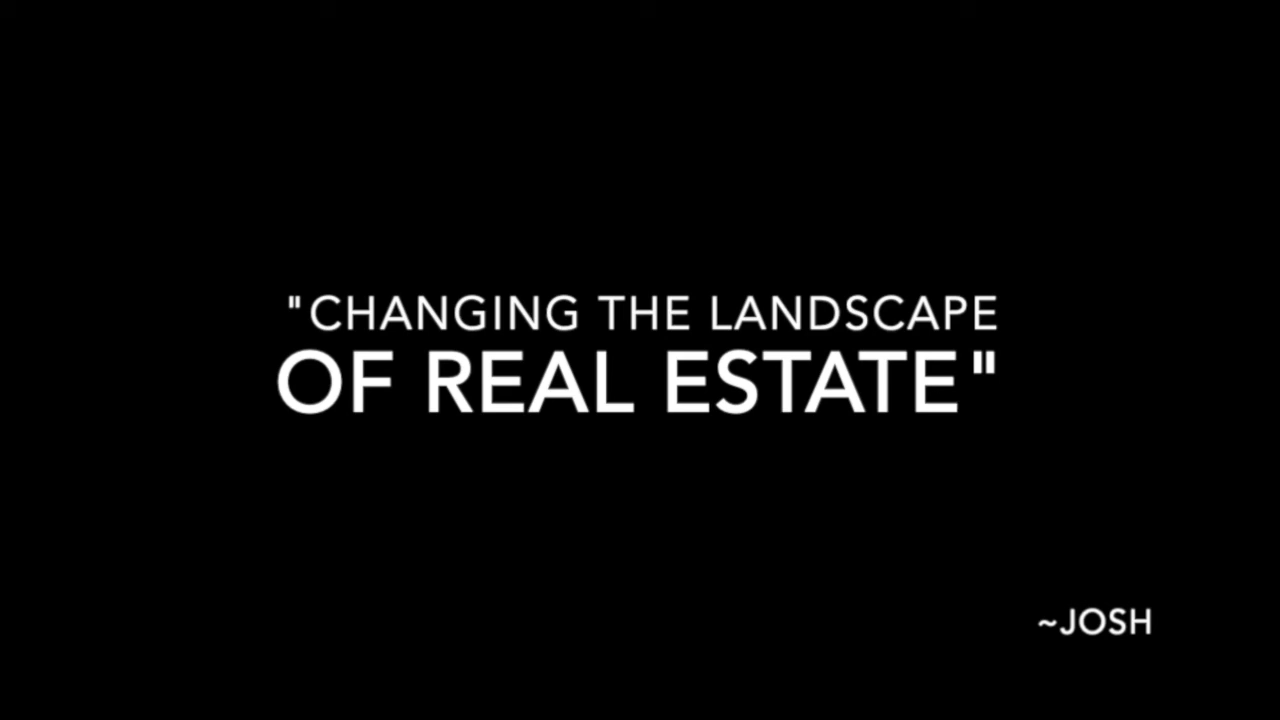 "CHANGING THE LANDSCAPE
OF REAL ESTATE"
~JOSH